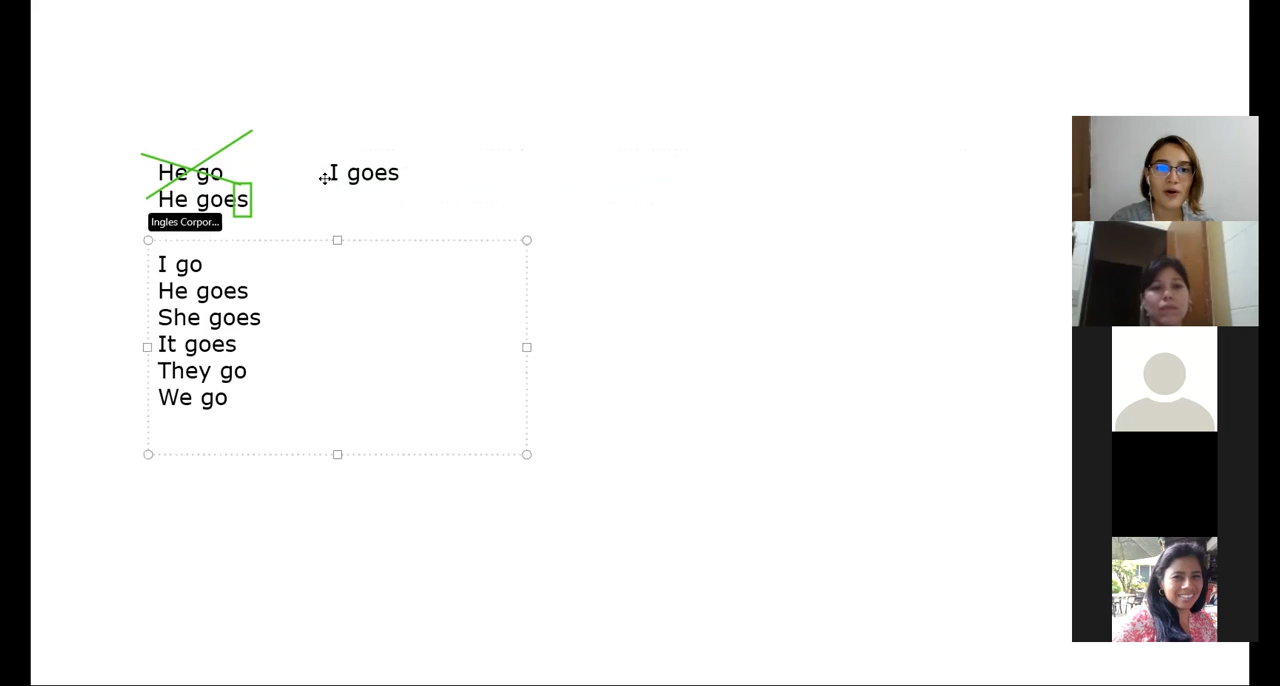 He go
I goes
He goes
Ingles Corpor...
I go
He goes
She goes
It goes
They go
We go